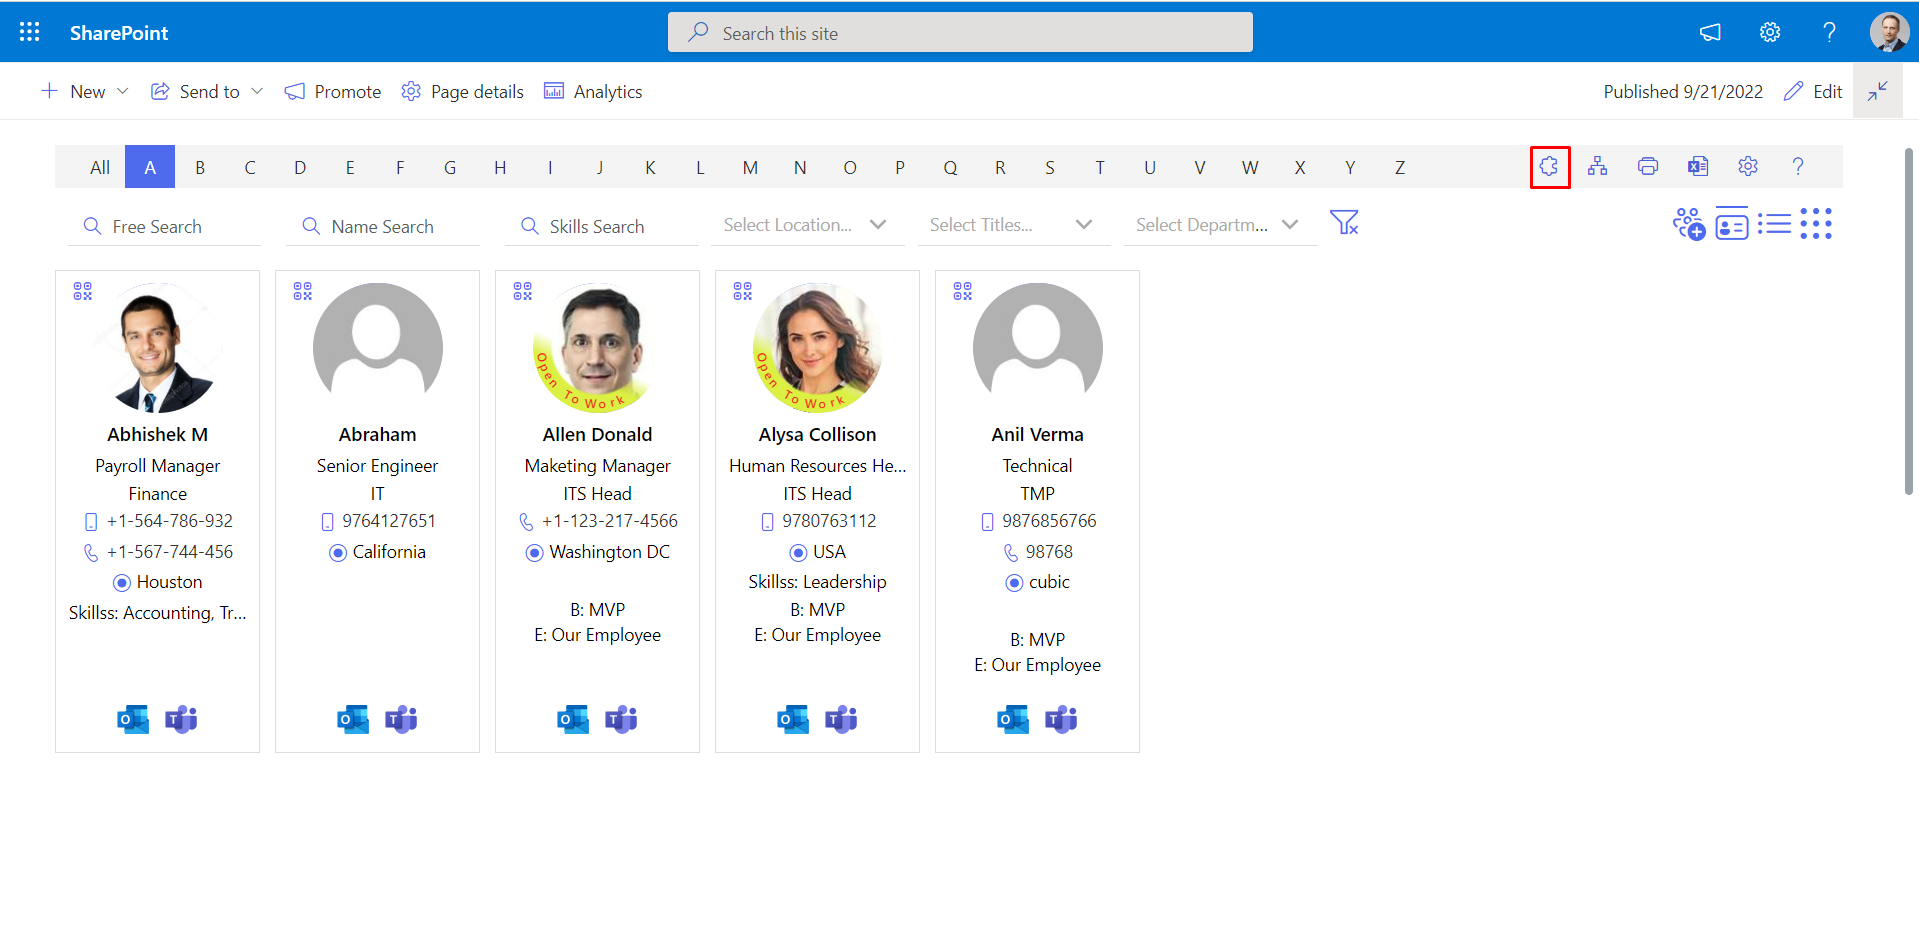 SharePoint
Search this site
New
Send to
Promote
Page details
Analytics
Published 9/21/2022
Edit
All A B C D E F G H I J K L M N O P Q R S T U V W X Y Z
Free Search
Name Search
Skills Search
Select Location...
Select Titles...
Select Departm...
Open To Work
Open To Work
Abhishek M
Payroll Manager
Finance
+1-564-786-932
+1-567-744-456
Houston
Skillss: Accounting, Tr...
Abraham
Senior Engineer
IT
9764127651
California
Allen Donald
Maketing Manager
ITS Head
+1-123-217-4566
Washington DC
B: MVP
E: Our Employee
Alysa Collison
Human Resources He...
ITS Head
9780763112
USA
Skillss: Leadership
B: MVP
E: Our Employee
Anil Verma
Technical
TMP
9876856766
98768
cubic
B: MVP
E: Our Employee